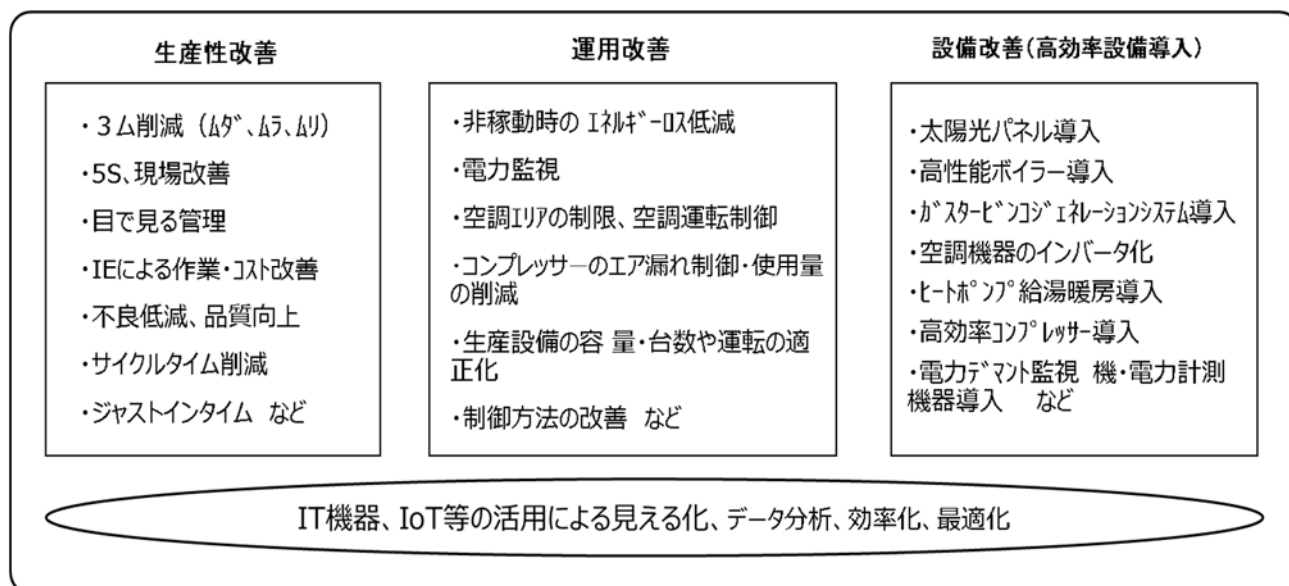 生産性改善
・３ム削減（ﾑﾀﾞ、ﾑﾗ、ﾑﾘ）
・5S、現場改善
・目で見る管理
・IEによる作業・ｺｽﾄ改善
・不良低減、品質向上
・サイクルタイム削減
・ジャストインタイム など
運用改善
・非稼動時の ｴﾈﾙｷﾞｰﾛｽ低減
・電力監視
・空調ｴﾘｱの制限、空調運転制御
・コンプレッサーのエア漏れ制御・使用量
の削減
・生産設備の容 量・台数や運転の適
正化
・制御方法の改善 など
設備改善（高効率設備導入）
・太陽光パネル導入
・高性能ボイラー導入
・ｶﾞｽﾀｰﾋﾞﾝｺｼﾞｪﾈﾚｰｼｮﾝｼｽﾃﾑ導入
・空調機器のインバータ化
・ﾋｰﾄﾎﾟﾝﾌﾟ給湯暖房導入
・高効率ｺﾝﾌﾟﾚｯｻｰ導入
・電力ﾃﾞﾏﾝﾄ監視 機・電力計測
機器導入 など
IT機器、IoT等の活用による見える化、データ分析、効率化、最適化